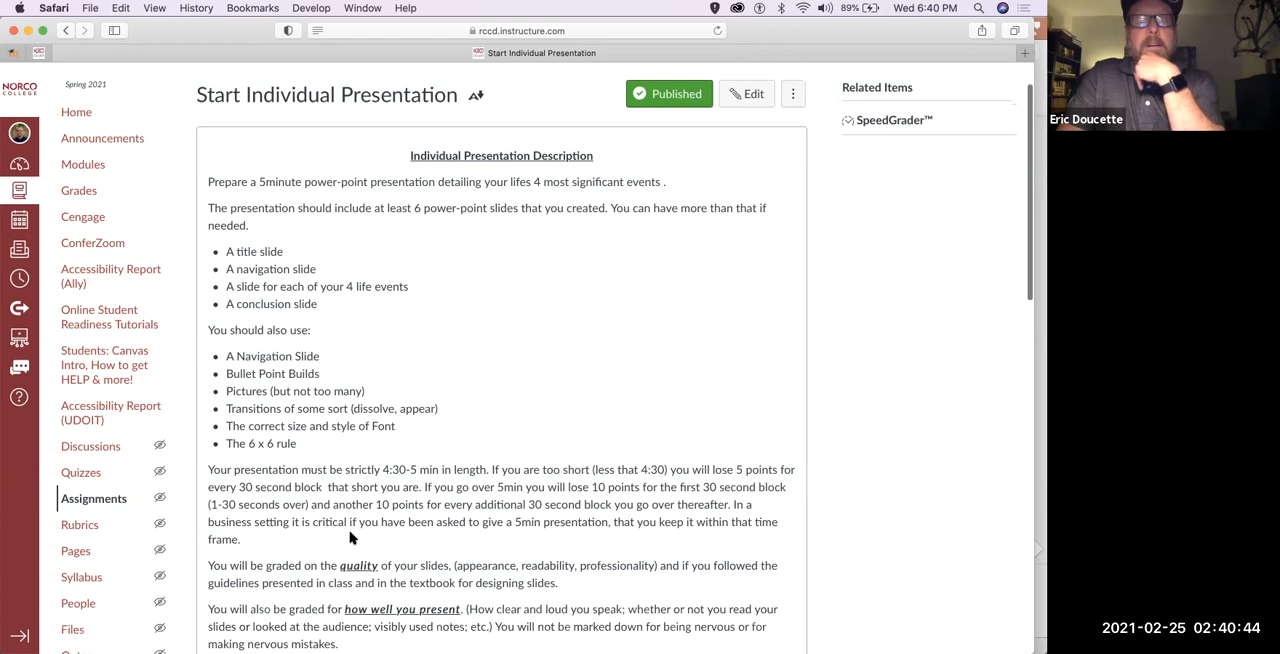 Safari File Edit View History Bookmarks Develop Window Help 89% Wed 6:40 PM
rccd.instructure.com
Start Individual Presentation
NORCO COLLEGE
Spring 2021
Home
Announcements
Modules
Grades
Cengage
ConferZoom
Accessibility Report
(Ally)
Online Student
Readiness Tutorials
Students: Canvas
Intro, How to get
HELP & more!
Accessibility Report
(UDOIT)
Discussions
Quizzes
Assignments
Rubrics
Pages
Syllabus
People
Files
Start Individual Presentation
Published
Edit
Individual Presentation Description
Prepare a 5minute power-point presentation detailing your lifes 4 most significant events .
The presentation should include at least 6 power-point slides that you created. You can have more than that if
needed.
• A title slide
• A navigation slide
• A slide for each of your 4 life events
• A conclusion slide
You should also use:
• A Navigation Slide
• Bullet Point Builds
• Pictures (but not too many)
• Transitions of some sort (dissolve, appear)
• The correct size and style of Font
• The 6 x 6 rule
Your presentation must be strictly 4:30-5 min in length. If you are too short (less that 4:30) you will lose 5 points for
every 30 second block that short you are. If you go over 5min you will lose 10 points for the first 30 second block
(1-30 seconds over) and another 10 points for every additional 30 second block you go over thereafter. In a
business setting it is critical if you have been asked to give a 5min presentation, that you keep it within that time
frame.
You will be graded on the quality of your slides, (appearance, readability, professionality) and if you followed the
guidelines presented in class and in the textbook for designing slides.
You will also be graded for how well you present. (How clear and loud you speak; whether or not you read your
slides or looked at the audience; visibly used notes; etc.) You will not be marked down for being nervous or for
making nervous mistakes.
Related Items
SpeedGrader™
Eric Doucette
2021-02-25 02:40:44